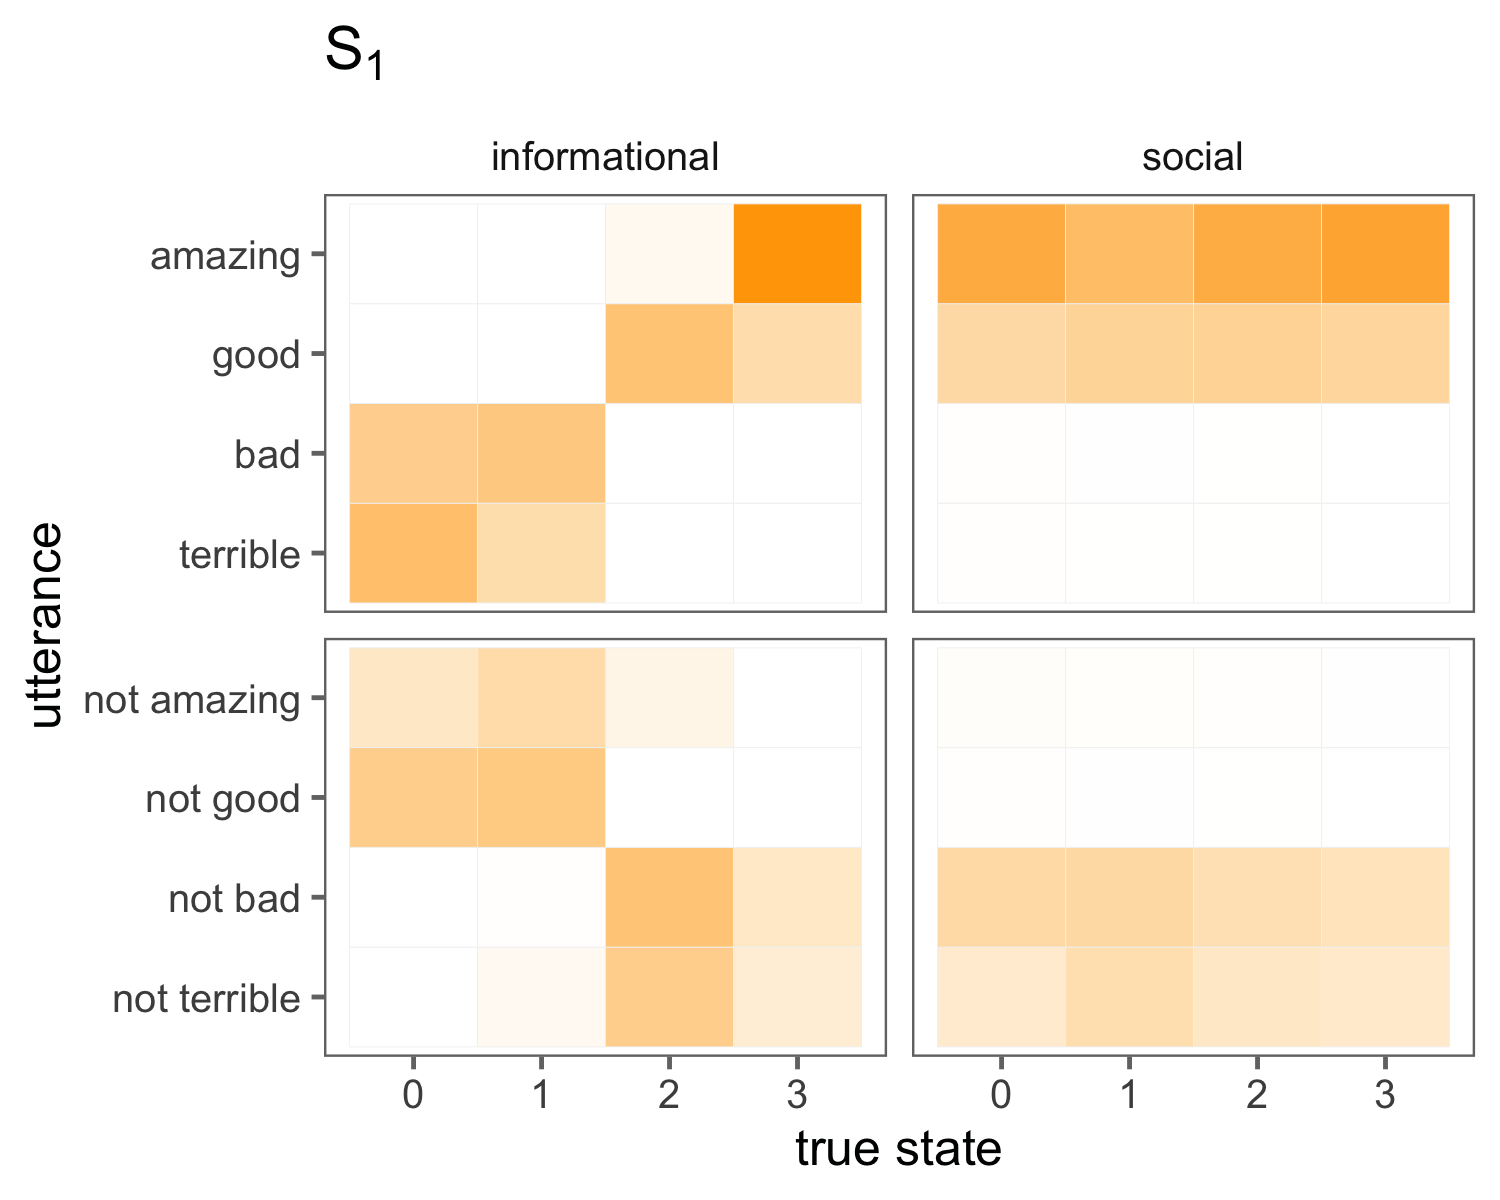 S₁
informational
social
amazing
good
bad
terrible
not amazing
not good
not bad
not terrible
utterance
0 1 2 3
0 1 2 3
true state